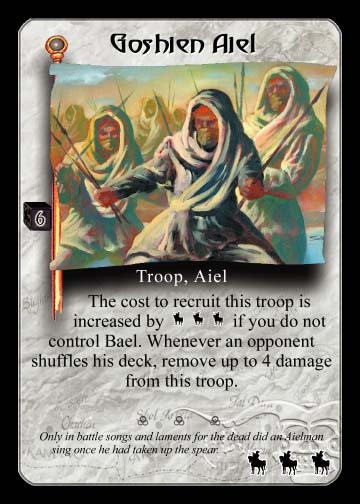 Goshien Aiel
6
Troop, Aiel
The cost to recruit this troop is
increased by if you do not
control Bael. Whenever an opponent
shuffles his deck, remove up to 4 damage
from this troop.
Only in battle songs and laments for the dead did an Aielman
sing once he had taken up the spear.